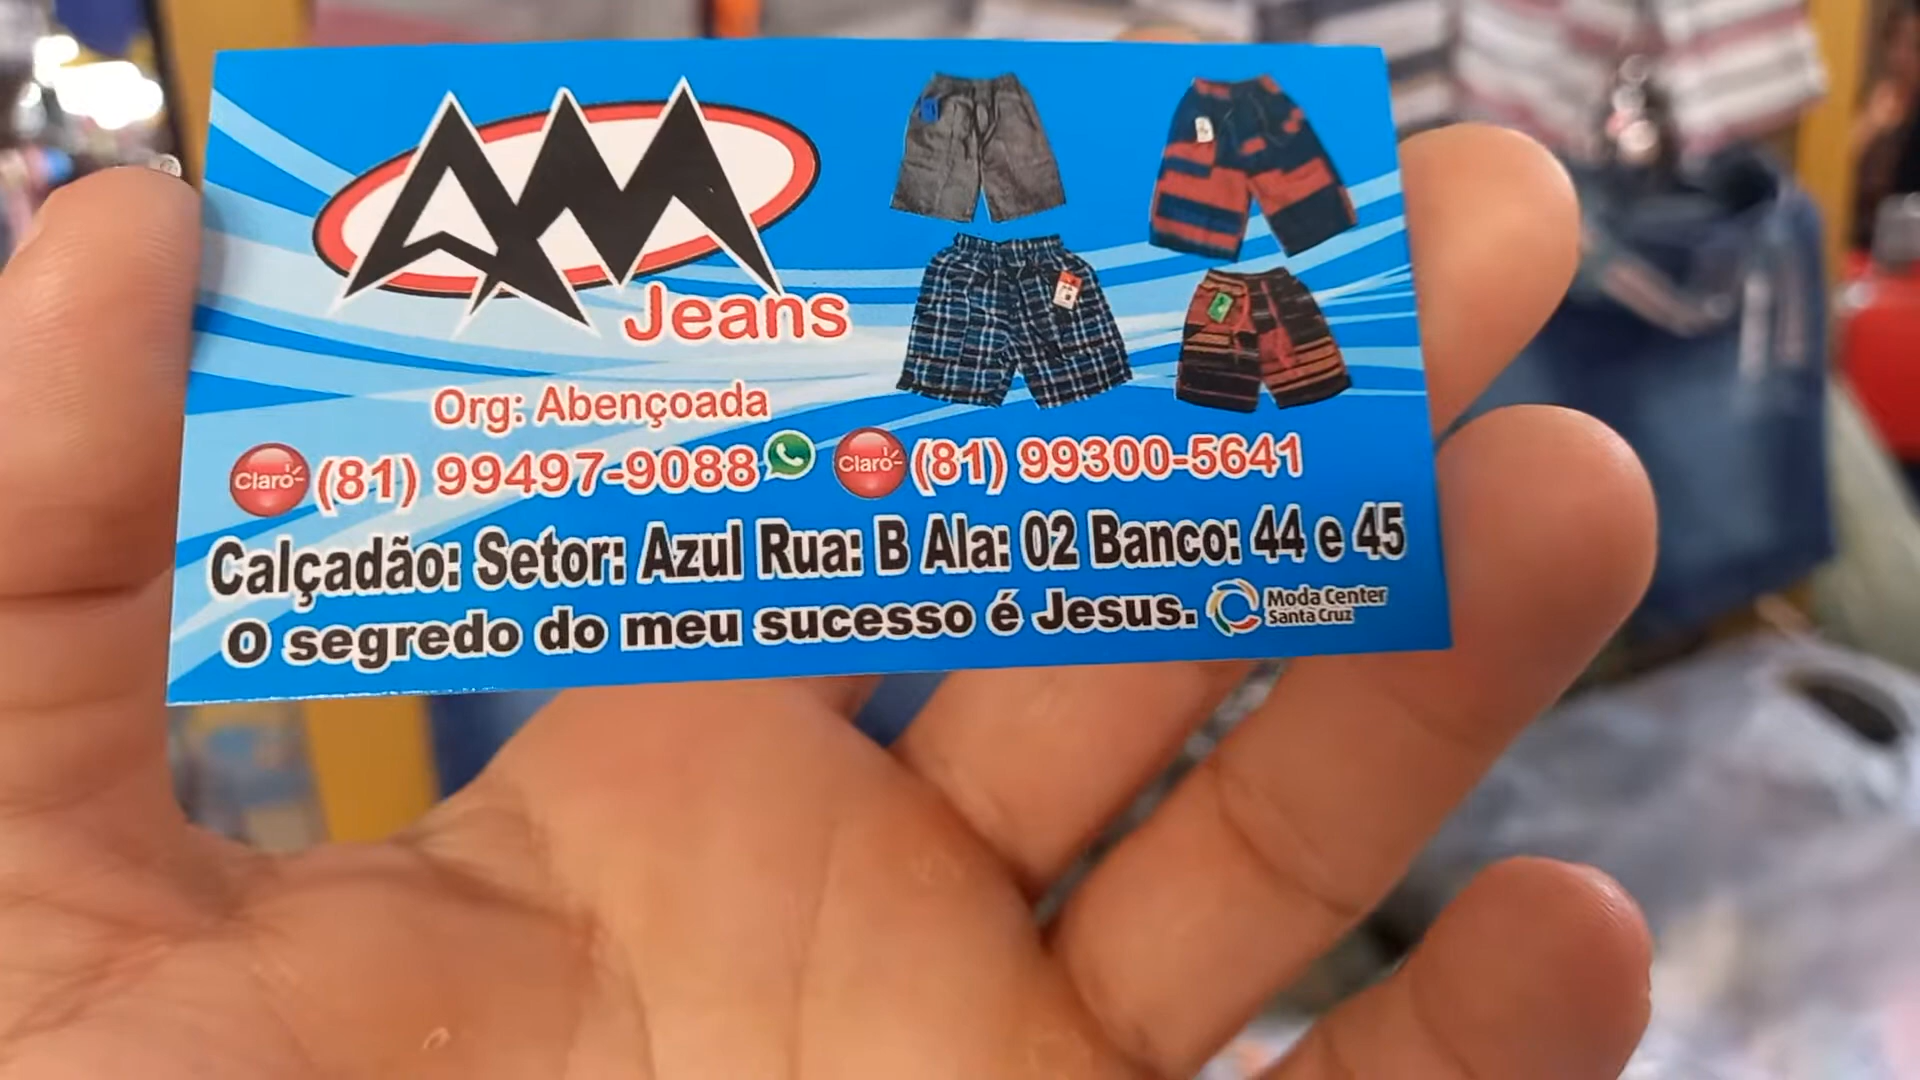 AM
Jeans
Org: Abençoada
Claro (81) 99497-9088 Claro (81) 99300-5641
Calçadão: Setor: Azul Rua: B Ala: 02 Banco: 44 e 45
O segredo do meu sucesso é Jesus.
Moda Center
Santa Cruz